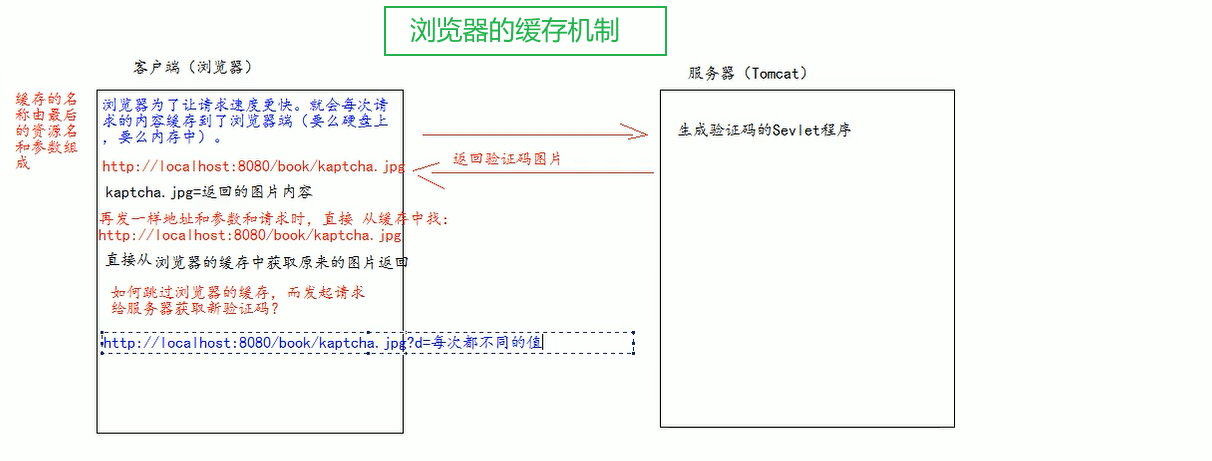 浏览器的缓存机制
客户端（浏览器）
服务器（Tomcat）
缓存的名
称由最后
的资源名
和参数组
成
浏览器为了让请求速度更快。就会每次请
求的内容缓存到了浏览器端（要么硬盘上
，要么内存中）。
http://localhost:8080/book/kaptcha.jpg
kaptcha.jpg=返回的图片内容
再发一样地址和参数和请求时，直接 从缓存中找：
http://localhost:8080/book/kaptcha.jpg
直接从浏览器的缓存中获取原来的图片返回
如何跳过浏览器的缓存，而发起请求
给服务器获取新验证码？
http://localhost:8080/book/kaptcha.jpg?d=每次都不同的值
返回验证码图片
生成验证码的Sevlet程序